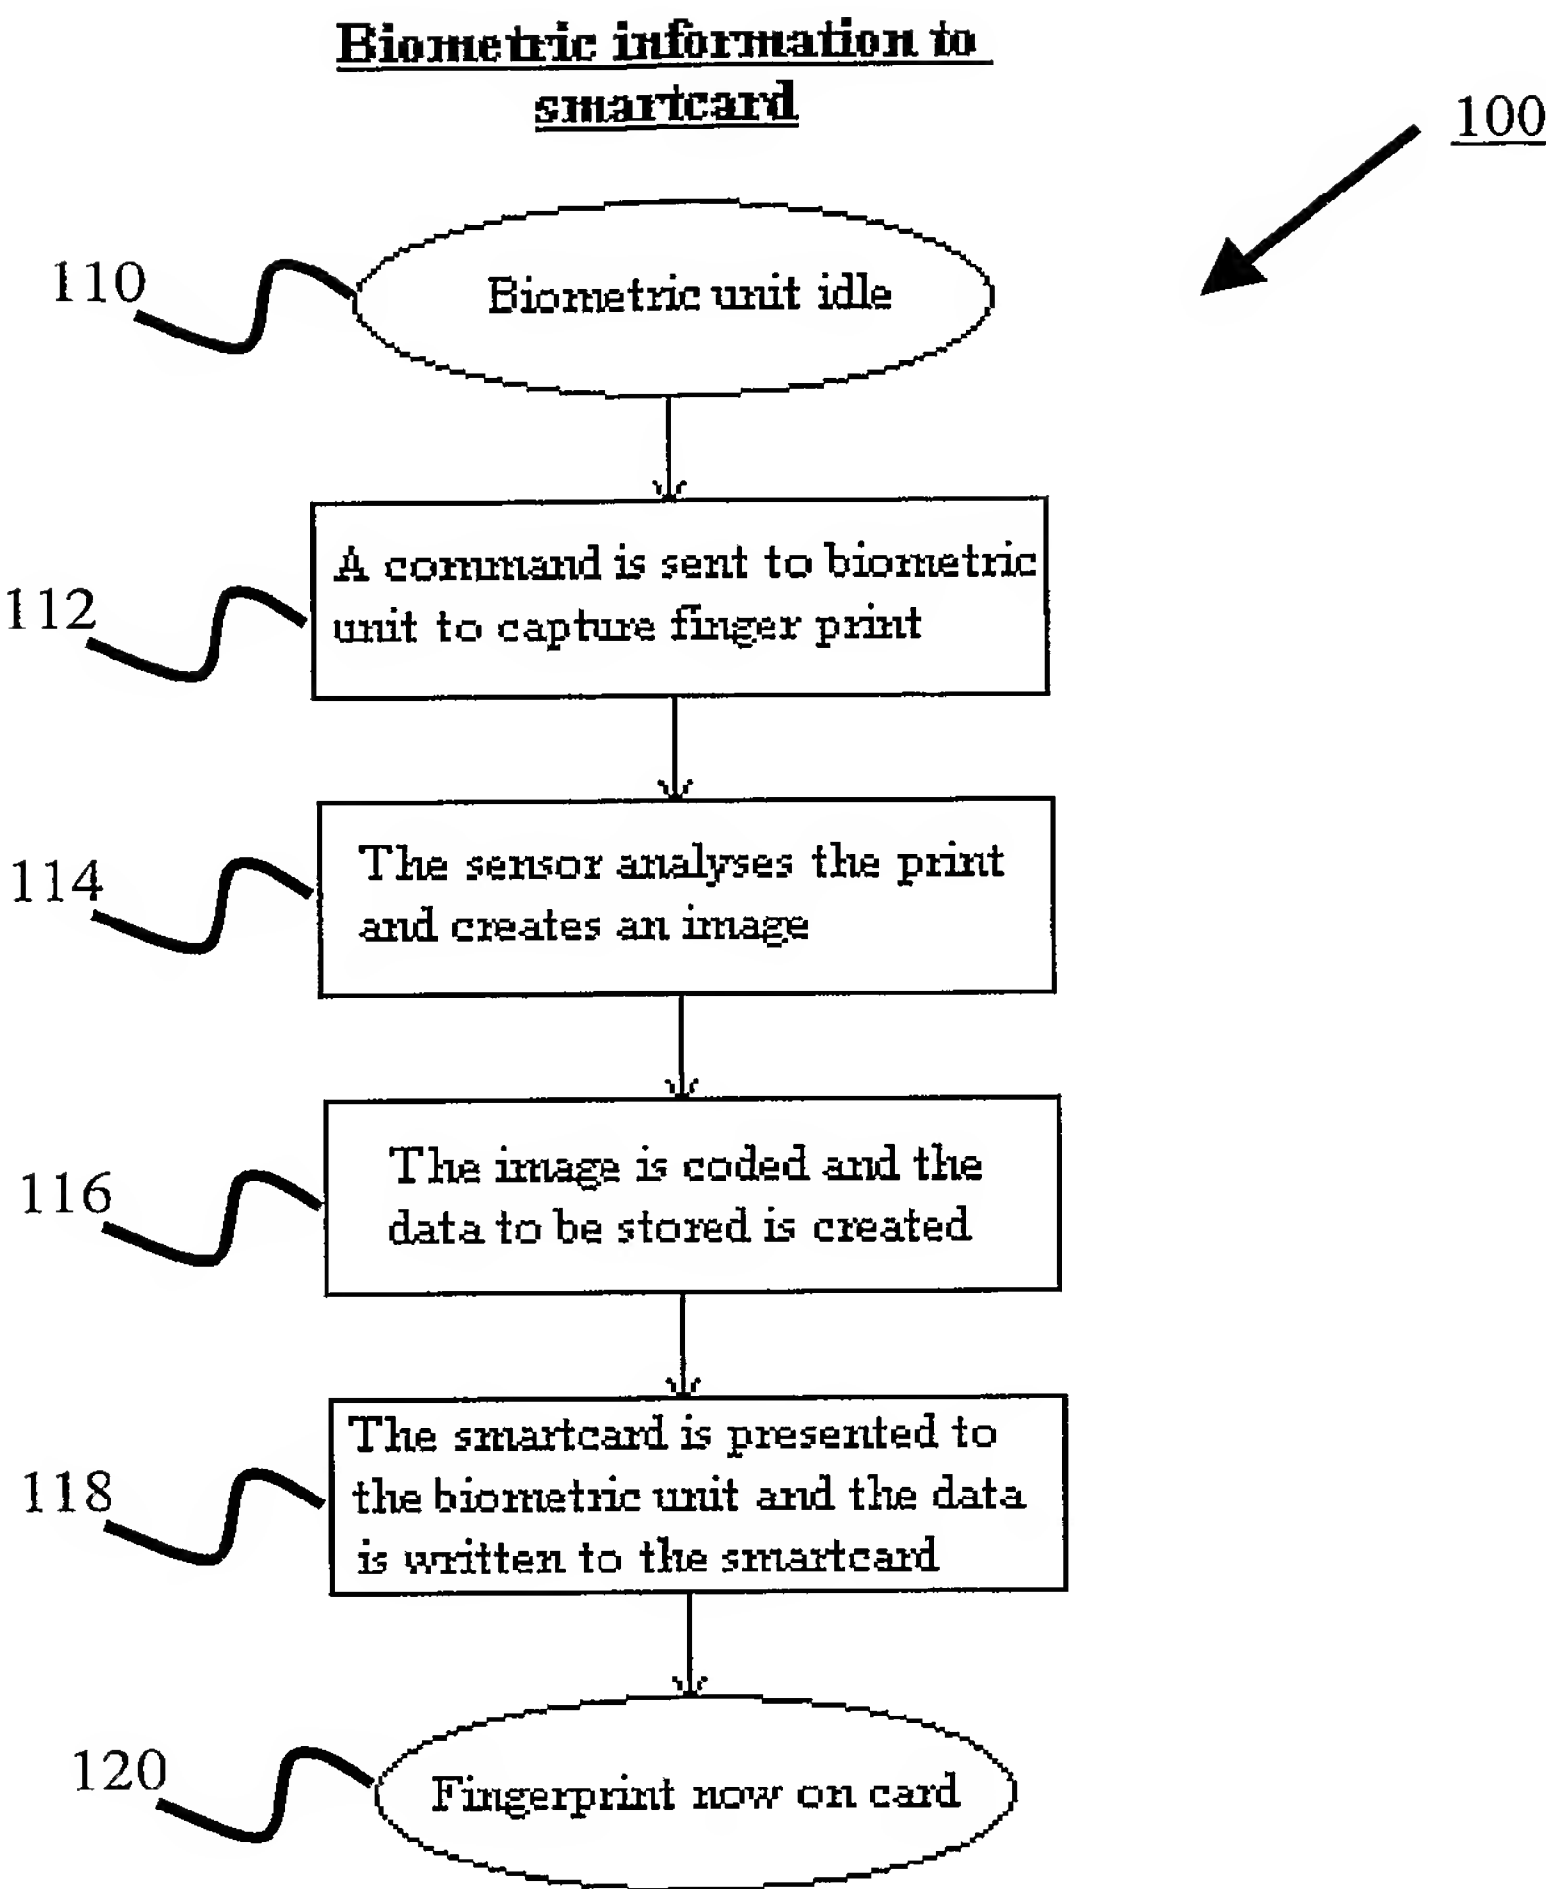 Biometric information to
smartcard
100
110
Biometric unit idle
112
A command is sent to biometric
unit to capture finger print
114
The sensor analyses the print
and creates an image
116
The image is coded and the
data to be stored is created
118
The smartcard is presented to
the biometric unit and the data
is written to the smartcard
120
Fingerprint now on card